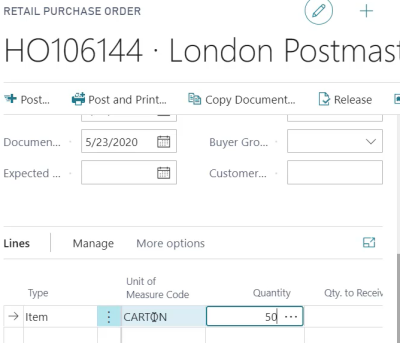 RETAIL PURCHASE ORDER
HO106144 · London Postmast
Post... Post and Print... Copy Document... Release
Documen... 5/23/2020 Buyer Gro...
Expected ... Customer...
Lines Manage More options
Type Unit of Measure Code Quantity Qty. to Receiv
Item CARTON 50 ...